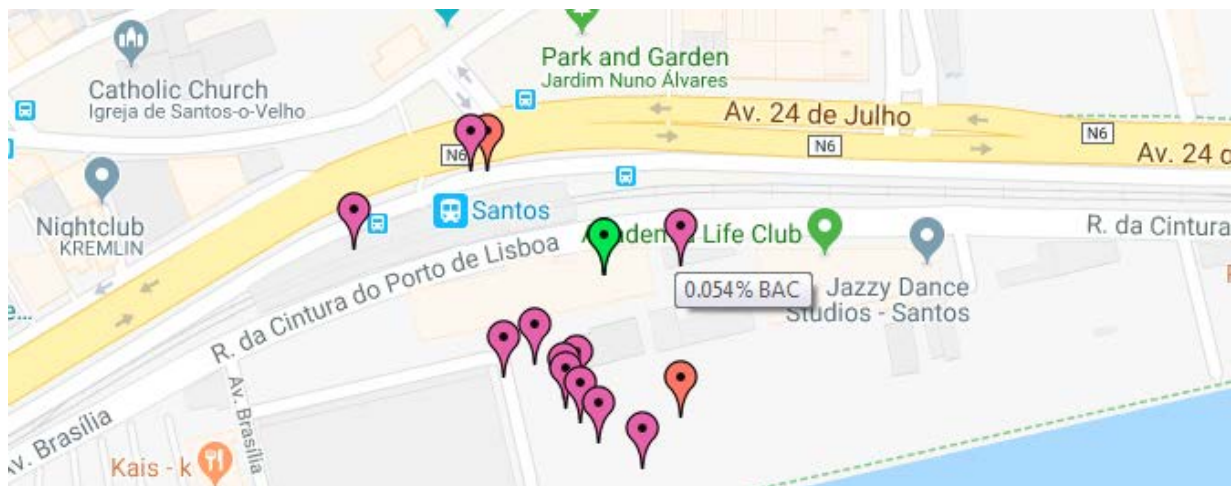 Park and Garden
Jardim Nuno Álvares
Catholic Church
Igreja de Santos-o-Velho
Av. 24 de Julho
N6
N6
N6
Av. 24 d
Nightclub
KREMLIN
Santos
Life Club
R. da Cintura
R. da Cintura do Porto de Lisboa
0.054% BAC
Jazzy Dance
Studios - Santos
Av. Brasília
Av. Brasília
Kais - k